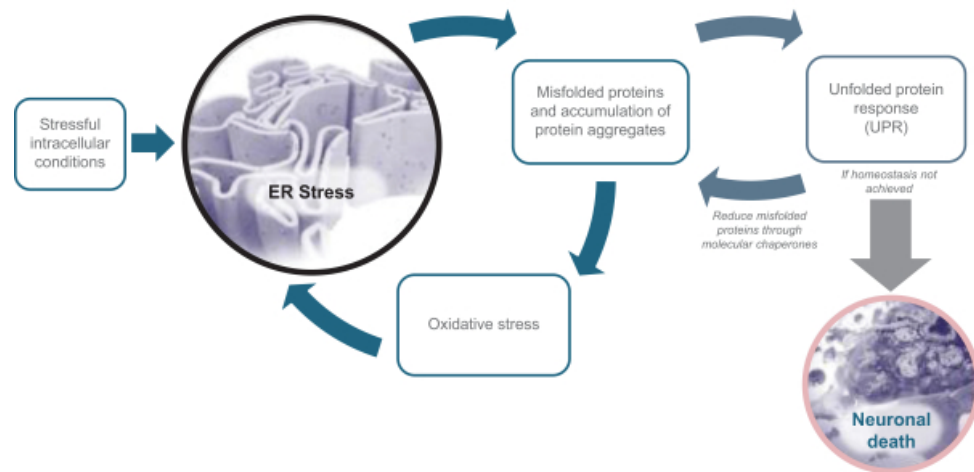 Stressful
intracellular
conditions
ER Stress
Misfolded proteins
and accumulation of
protein aggregates
Unfolded protein
response
(UPR)
If homeostasis not
achieved
Reduce misfolded
proteins through
molecular chaperones
Oxidative stress
Neuronal
death